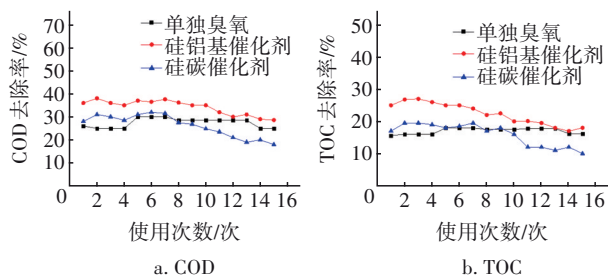 COD 去除率/%
70
60
50
40
30
20
10
0
2 4 6 8 10 12 14 16
使用次数/次
单独臭氧
硅铝基催化剂
硅碳催化剂
a. COD
TOC 去除率/%
50
40
30
20
10
0
2 4 6 8 10 12 14 16
使用次数/次
单独臭氧
硅铝基催化剂
硅碳催化剂
b. TOC